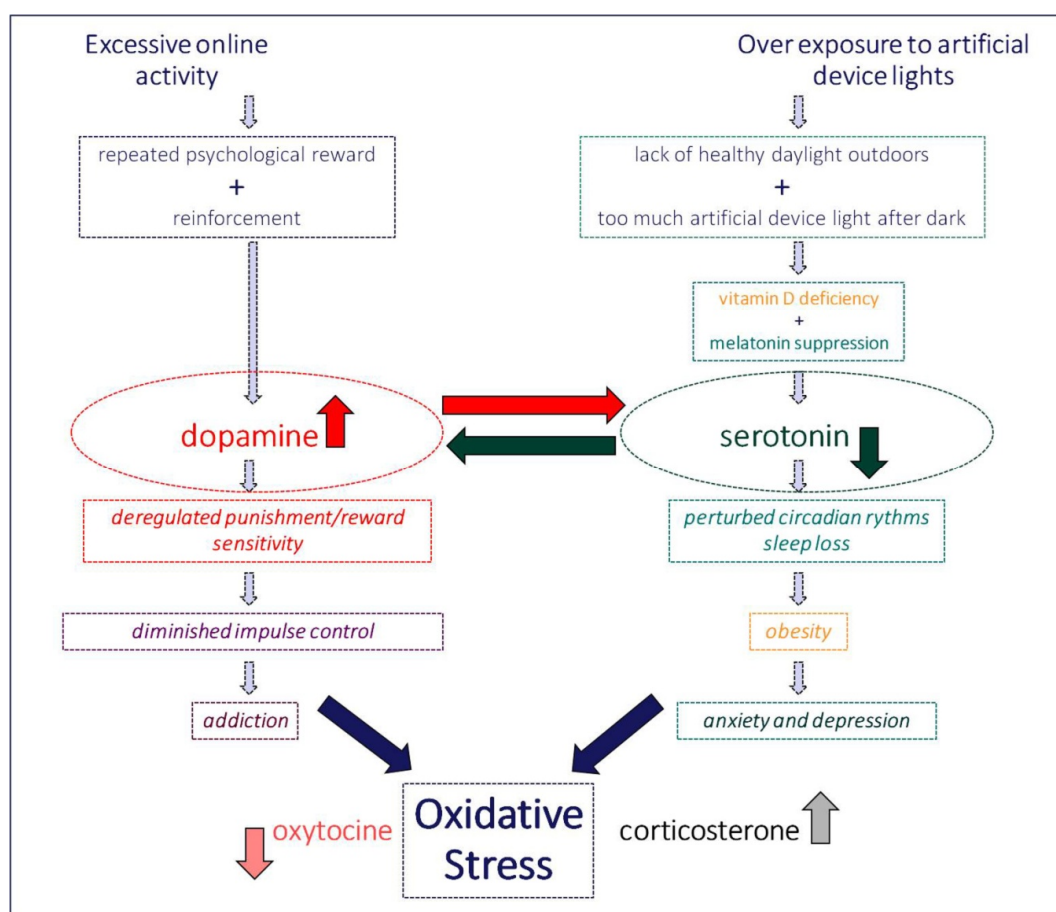 Excessive online
activity
repeated psychological reward
+
reinforcement
dopamine
deregulated punishment/reward
sensitivity
diminished impulse control
addiction
Over exposure to artificial
device lights
lack of healthy daylight outdoors
+
too much artificial device light after dark
vitamin D deficiency
+
melatonin suppression
serotonin
perturbed circadian rythms
sleep loss
obesity
anxiety and depression
oxytocine
Oxidative
Stress
corticosterone